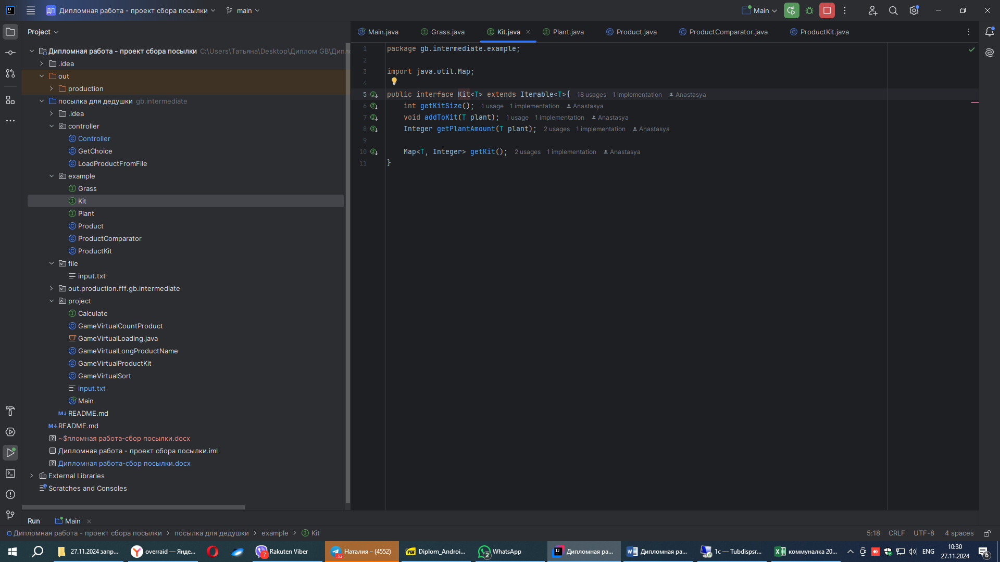 ДП Дипломная работа - проект сбора посылки main Main
Project
Main.java Grass.java Kit.java Plant.java Product.java ProductComparator.java ProductKit.java
Дипломная работа - проект сбора посылки C:\Users\Татьяна\Desktop\Диплом GB\Дипл
.idea
out
production
посылка для дедушки gb.intermediate
.idea
controller
Controller
GetChoice
LoadProductFromFile
example
Grass
Kit
Plant
Product
ProductComparator
ProductKit
file
input.txt
out.production.fff.gb.intermediate
project
Calculate
GameVirtualCountProduct
GameVirtualLoading.java
GameVirtualLongProductName
GameVirtualProductKit
GameVirtualSort
input.txt
Main
README.md
README.md
~$пломная работа-сбор посылки.docx
Дипломная работа - проект сбора посылки.iml
Дипломная работа-сбор посылки.docx
External Libraries
Scratches and Consoles
1 package gb.intermediate.example;
2
3 import java.util.Map;
4
5 public interface Kit<T> extends Iterable<T>{ 18 usages 1 implementation Anastasya
6 int getKitSize(); 1 usage 1 implementation Anastasya
7 void addToKit(T plant); 1 usage 1 implementation Anastasya
8 Integer getPlantAmount(T plant); 2 usages 1 implementation Anastasya
9
10 Map<T, Integer> getKit(); 2 usages 1 implementation Anastasya
11 }
Run Main
Дипломная работа - проект сбора посылки > посылка для дедушки > example > Kit 5:18 CRLF UTF-8 4 spaces
27.11.2024 запр... overraid — Янде... 7 Rakuten Viber ..52 Наталия – (4552) PDF Diplom_Androi... 2 WhatsApp Дипломная ра... Дипломная ра... 1c — Tubdispsr... коммуналка 20... ENG 10:30
27.11.2024 6